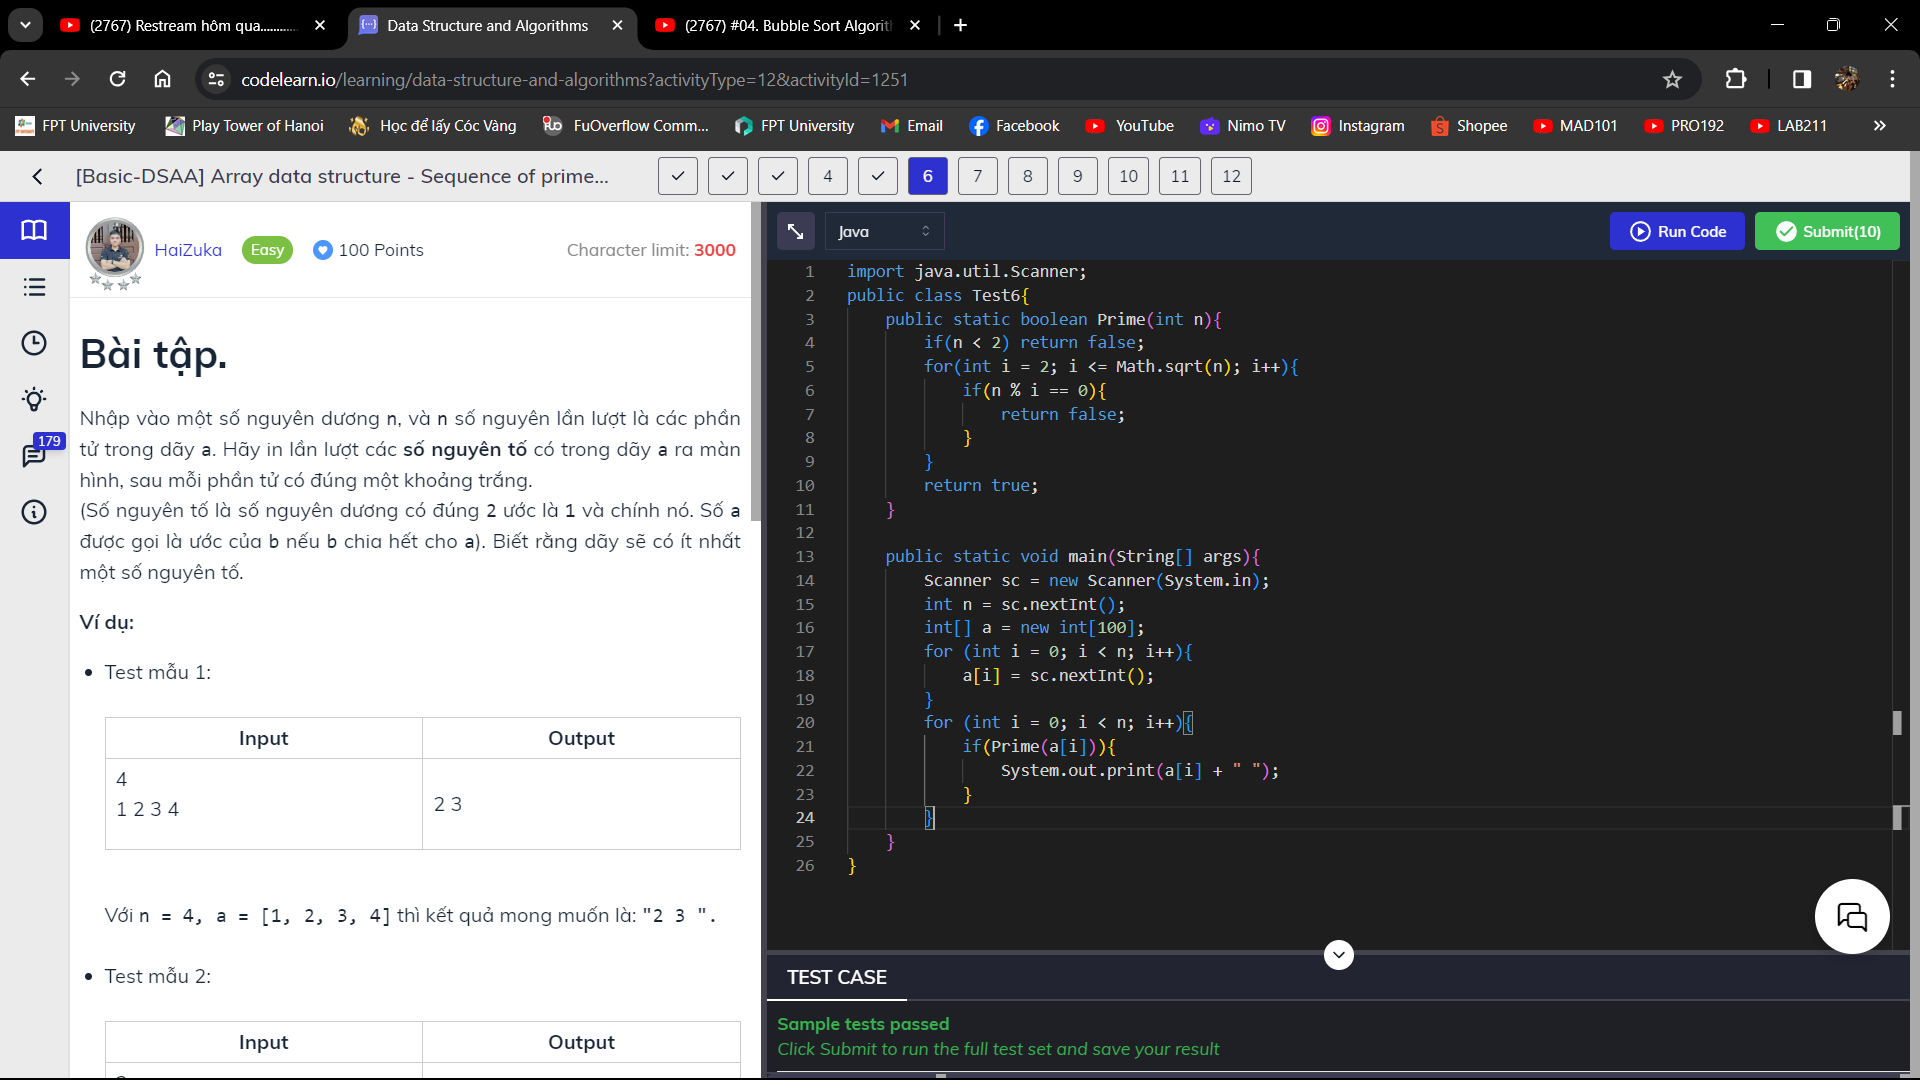 (2767) Restream hôm qua............
Data Structure and Algorithms
(2767) #04. Bubble Sort Algorit
codelearn.io/learning/data-structure-and-algorithms?activityType=12&activityId=1251
FPT University
Play Tower of Hanoi
Học để lấy Cóc Vàng
FuOverflow Comm...
FPT University
Email
Facebook
YouTube
Nimo TV
Instagram
Shopee
MAD101
PRO192
LAB211
»
[Basic-DSAA] Array data structure - Sequence of prime...
4
6
7
8
9
10
11
12
179
HaiZuka
Easy
100 Points
Character limit: 3000
Bài tập.
Nhập vào một số nguyên dương n, và n số nguyên lần lượt là các phần
tử trong dãy a. Hãy in lần lượt các số nguyên tố có trong dãy a ra màn
hình, sau mỗi phần tử có đúng một khoảng trắng.
(Số nguyên tố là số nguyên dương có đúng 2 ước là 1 và chính nó. Số a
được gọi là ước của b nếu b chia hết cho a). Biết rằng dãy sẽ có ít nhất
một số nguyên tố.
Ví dụ:
Test mẫu 1:
Input Output
4
1 2 3 4
2 3
Với n = 4, a = [1, 2, 3, 4] thì kết quả mong muốn là: "2 3 ".
Test mẫu 2:
Input Output
Java
Run Code
Submit(10)
1 import java.util.Scanner;
2 public class Test6{
3 public static boolean Prime(int n){
4 if(n < 2) return false;
5 for(int i = 2; i <= Math.sqrt(n); i++){
6 if(n % i == 0){
7 return false;
8 }
9 }
10 return true;
11 }
12
13 public static void main(String[] args){
14 Scanner sc = new Scanner(System.in);
15 int n = sc.nextInt();
16 int[] a = new int[100];
17 for (int i = 0; i < n; i++){
18 a[i] = sc.nextInt();
19 }
20 for (int i = 0; i < n; i++){
21 if(Prime(a[i])){
22 System.out.print(a[i] + " ");
23 }
24 }
25 }
26 }
TEST CASE
Sample tests passed
Click Submit to run the full test set and save your result